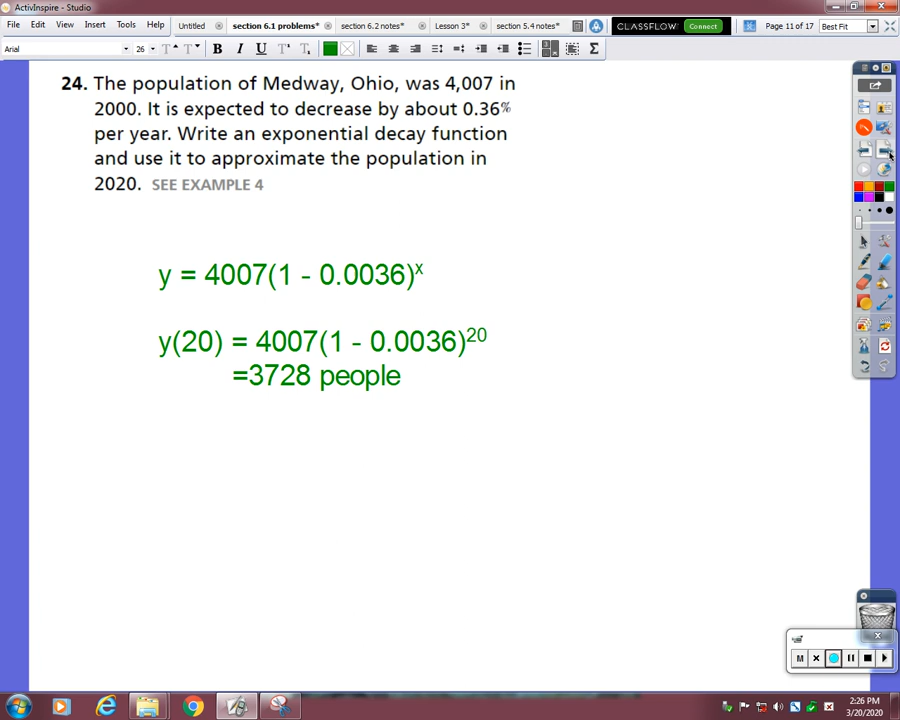 ActivInspire - Studio
File Edit View Insert Tools Help Untitled section 6.1 problems* section 6.2 notes* Lesson 3* section 5.4 notes* CLASSFLOW Connect Page 11 of 17 Best Fit
Arial 26 B I U
24. The population of Medway, Ohio, was 4,007 in
2000. It is expected to decrease by about 0.36%
per year. Write an exponential decay function
and use it to approximate the population in
2020. SEE EXAMPLE 4
y = 4007(1 - 0.0036)ˣ
y(20) = 4007(1 - 0.0036)²⁰
=3728 people
M
2:26 PM
3/20/2020